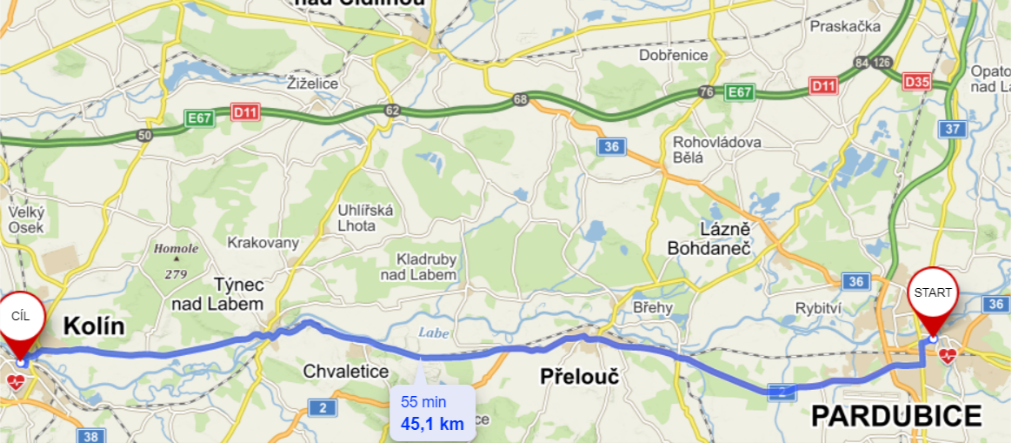 nad Cidlinou
Praskačka
Dobřenice
84
126
Žiželice
E67
D11
D35
Opato
nad La
76
68
62
E67
D11
50
37
36
Rohovládova
Bělá
Velký
Osek
Uhlířská
Lhota
Krakovany
Homole
279
Lázně
Bohdaneč
Kladruby
nad Labem
Týnec
nad Labem
36
START
36
CÍL
Kolín
Břehy
Rybitví
Labe
Chvaletice
Přelouč
2
55 min
45,1 km
2
ce
PARDUBICE
38